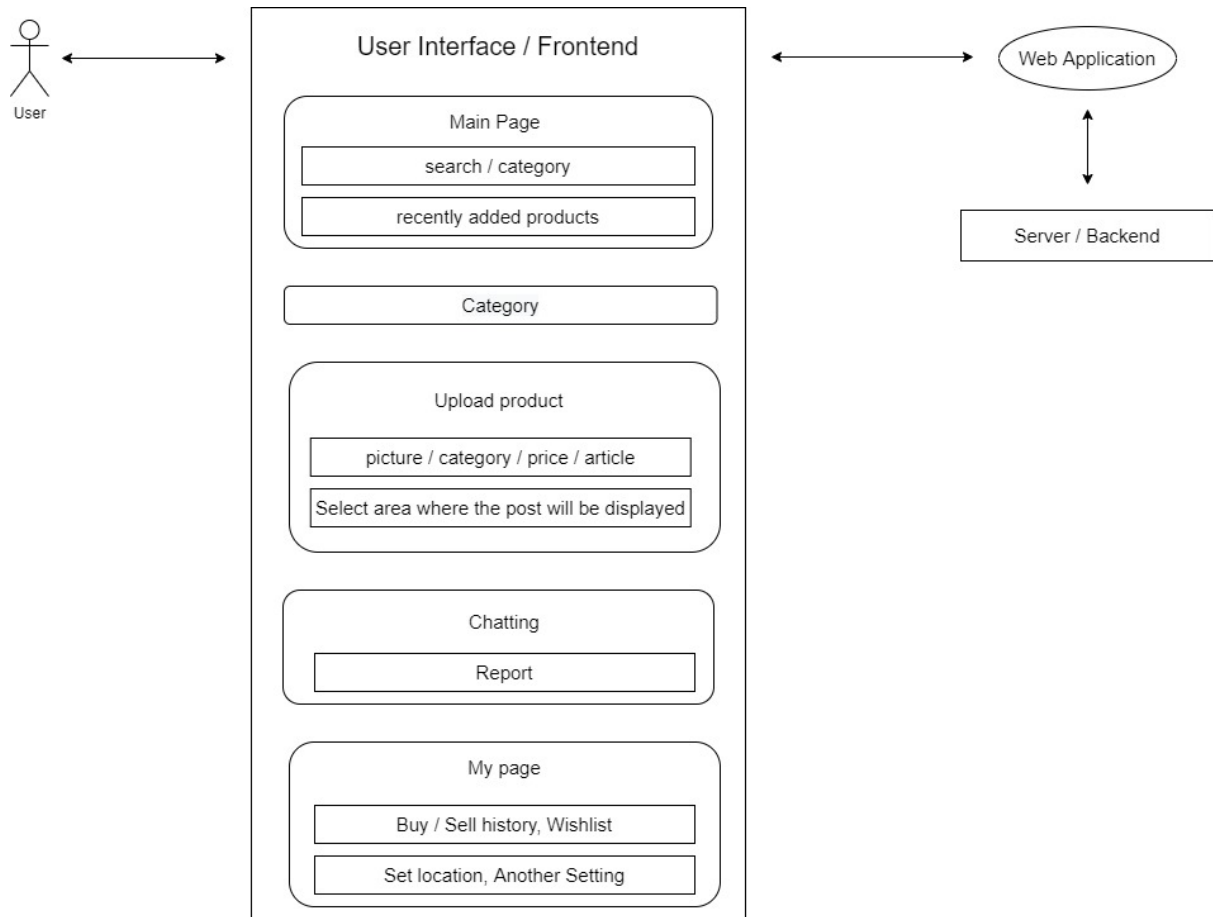 User
User Interface / Frontend
Main Page
search / category
recently added products
Category
Upload product
picture / category / price / article
Select area where the post will be displayed
Chatting
Report
My page
Buy / Sell history, Wishlist
Set location, Another Setting
Web Application
Server / Backend